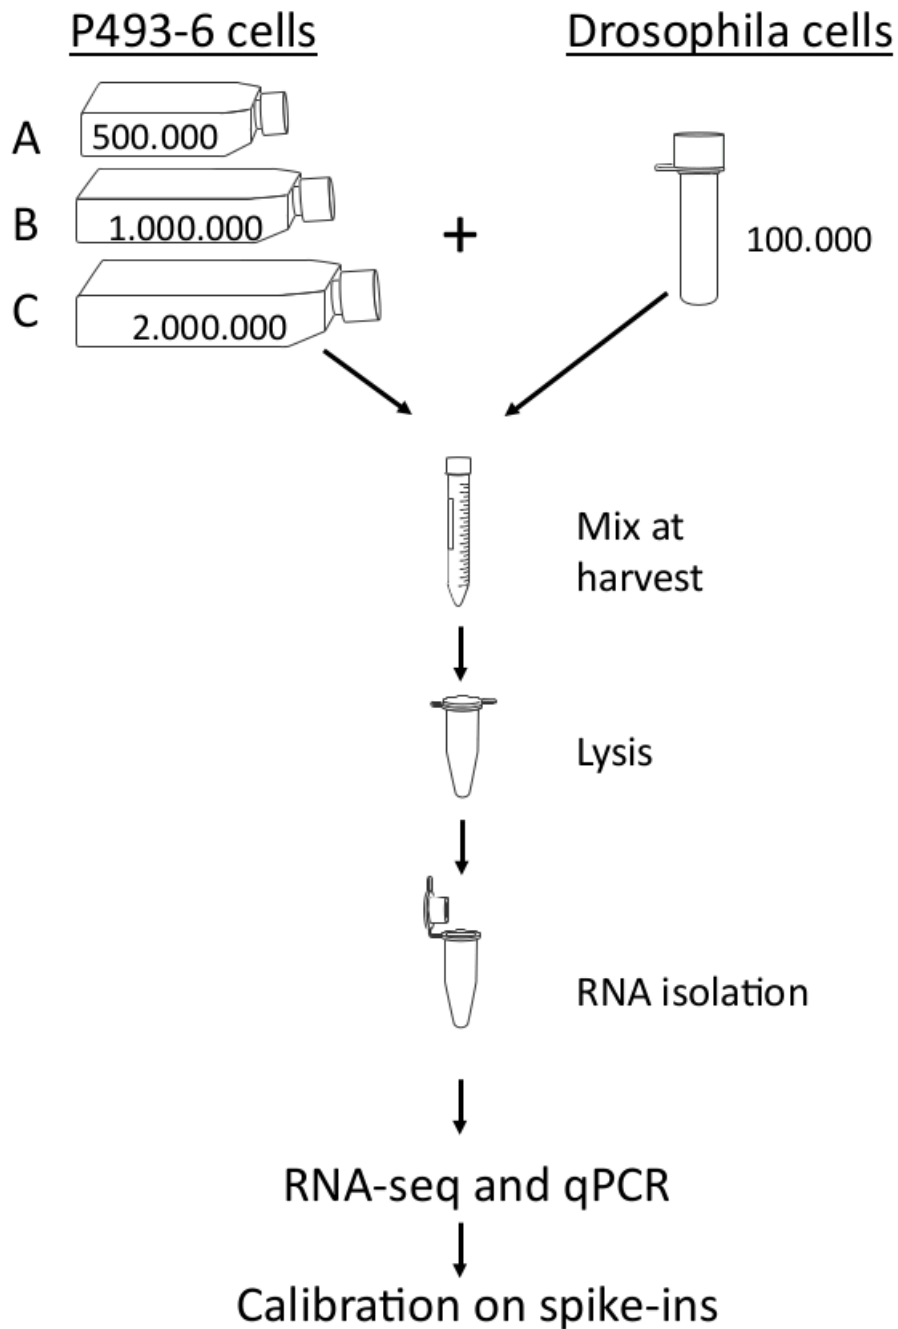 P493-6 cells
Drosophila cells
A
500.000
B
1.000.000
+
100.000
C
2.000.000
Mix at
harvest
Lysis
RNA isolation
RNA-seq and qPCR
Calibration on spike-ins